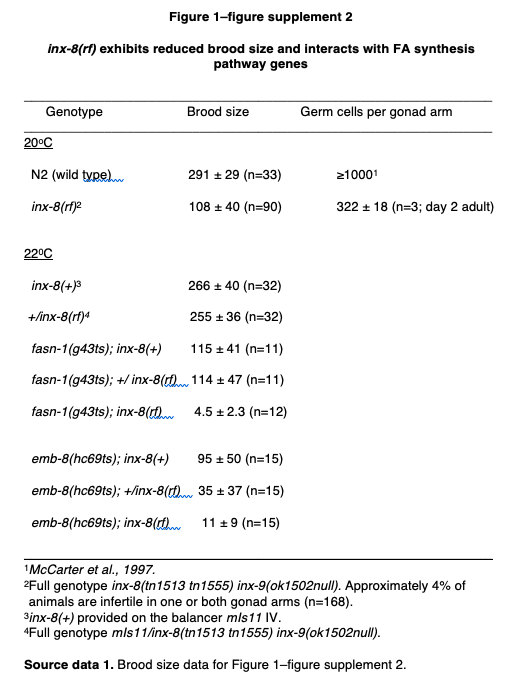 Figure 1–figure supplement 2
inx-8(rf) exhibits reduced brood size and interacts with FA synthesis
pathway genes
Genotype Brood size Germ cells per gonad arm
20ºC
N2 (wild type) 291 ± 29 (n=33) ≥1000¹
inx-8(rf)² 108 ± 40 (n=90) 322 ± 18 (n=3; day 2 adult)
22ºC
inx-8(+)³ 266 ± 40 (n=32)
+/inx-8(rf)⁴ 255 ± 36 (n=32)
fasn-1(g43ts); inx-8(+) 115 ± 41 (n=11)
fasn-1(g43ts); +/ inx-8(rf) 114 ± 47 (n=11)
fasn-1(g43ts); inx-8(rf) 4.5 ± 2.3 (n=12)
emb-8(hc69ts); inx-8(+) 95 ± 50 (n=15)
emb-8(hc69ts); +/inx-8(rf) 35 ± 37 (n=15)
emb-8(hc69ts); inx-8(rf) 11 ± 9 (n=15)
¹McCarter et al., 1997.
²Full genotype inx-8(tn1513 tn1555) inx-9(ok1502null). Approximately 4% of
animals are infertile in one or both gonad arms (n=168).
³inx-8(+) provided on the balancer mIs11 IV.
⁴Full genotype mIs11/inx-8(tn1513 tn1555) inx-9(ok1502null).
Source data 1. Brood size data for Figure 1–figure supplement 2.